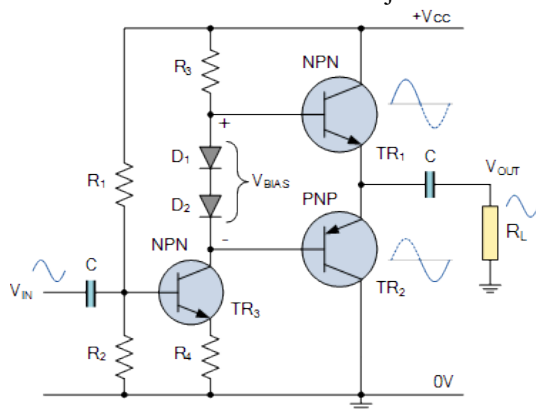 +VCC
NPN
R3
+
TR1
D1
D2
VBIAS
C
VOUT
R1
PNP
RL
-
NPN
C
VIN
TR3
TR2
R2
R4
0V